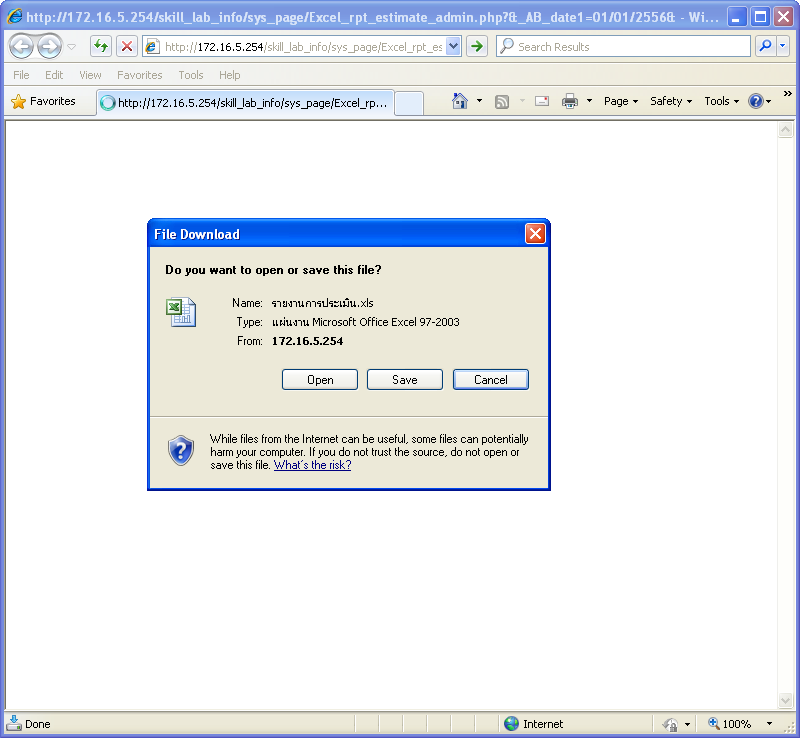 http://172.16.5.254/skill_lab_info/sys_page/Excel_rpt_estimate_admin.php?&_AB_date1=01/01/2556& - Wi...
http://172.16.5.254/skill_lab_info/sys_page/Excel_rpt_es
Search Results
File Edit View Favorites Tools Help
Favorites
http://172.16.5.254/skill_lab_info/sys_page/Excel_rp...
Page Safety Tools
File Download
Do you want to open or save this file?
Name: รายงานการประเมิน.xls
Type: แผ่นงาน Microsoft Office Excel 97-2003
From: 172.16.5.254
Open Save Cancel
While files from the Internet can be useful, some files can potentially
harm your computer. If you do not trust the source, do not open or
save this file. What's the risk?
Done Internet 100%